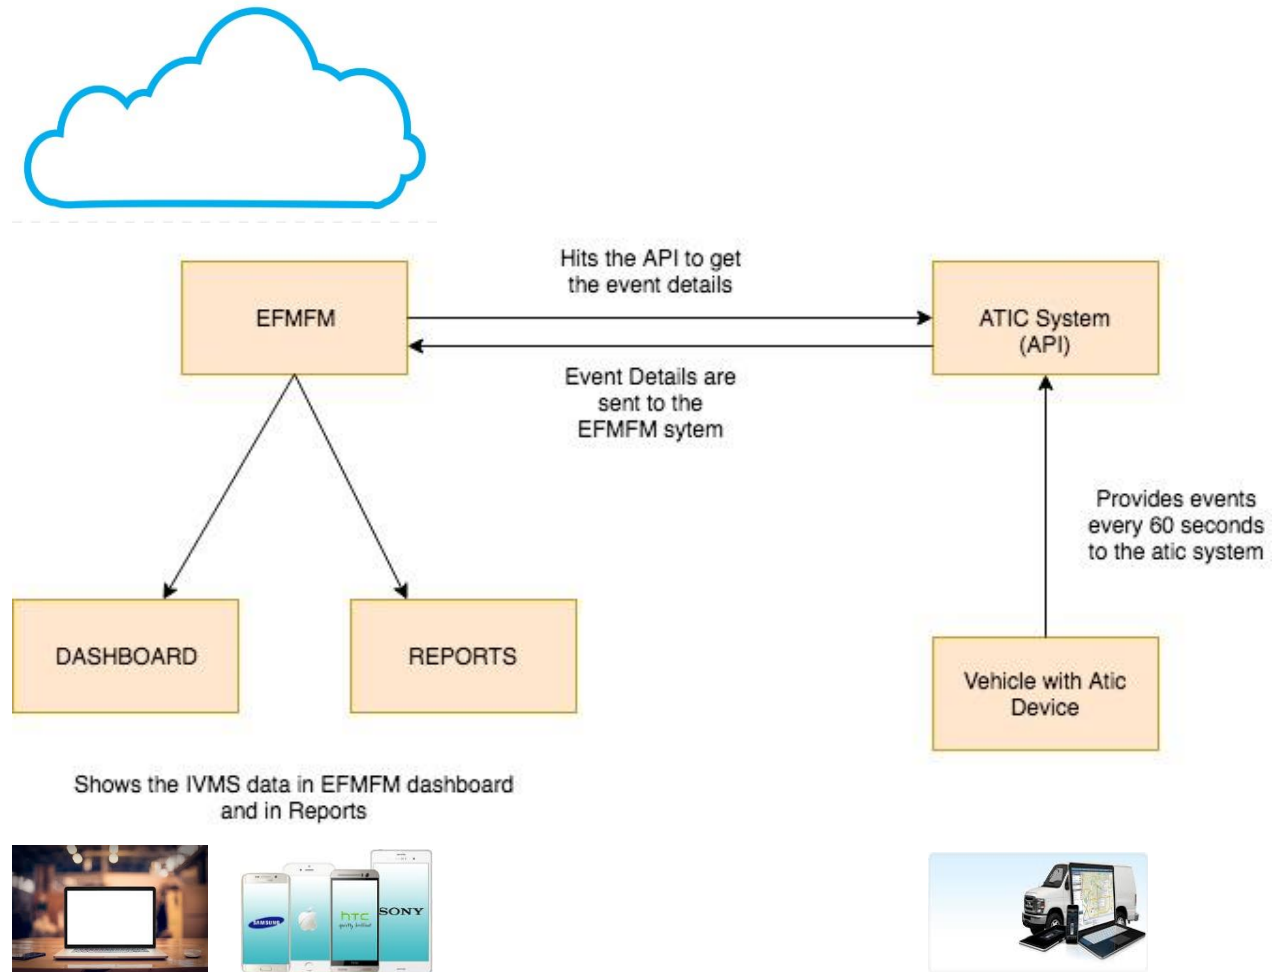 Hits the API to get
the event details
EFMFM
ATIC System
(API)
Event Details are
sent to the
EFMFM sytem
Provides events
every 60 seconds
to the atic system
DASHBOARD
REPORTS
Vehicle with Atic
Device
Shows the IVMS data in EFMFM dashboard
and in Reports
SAMSUNG
hTC
quietly brilliant
SONY